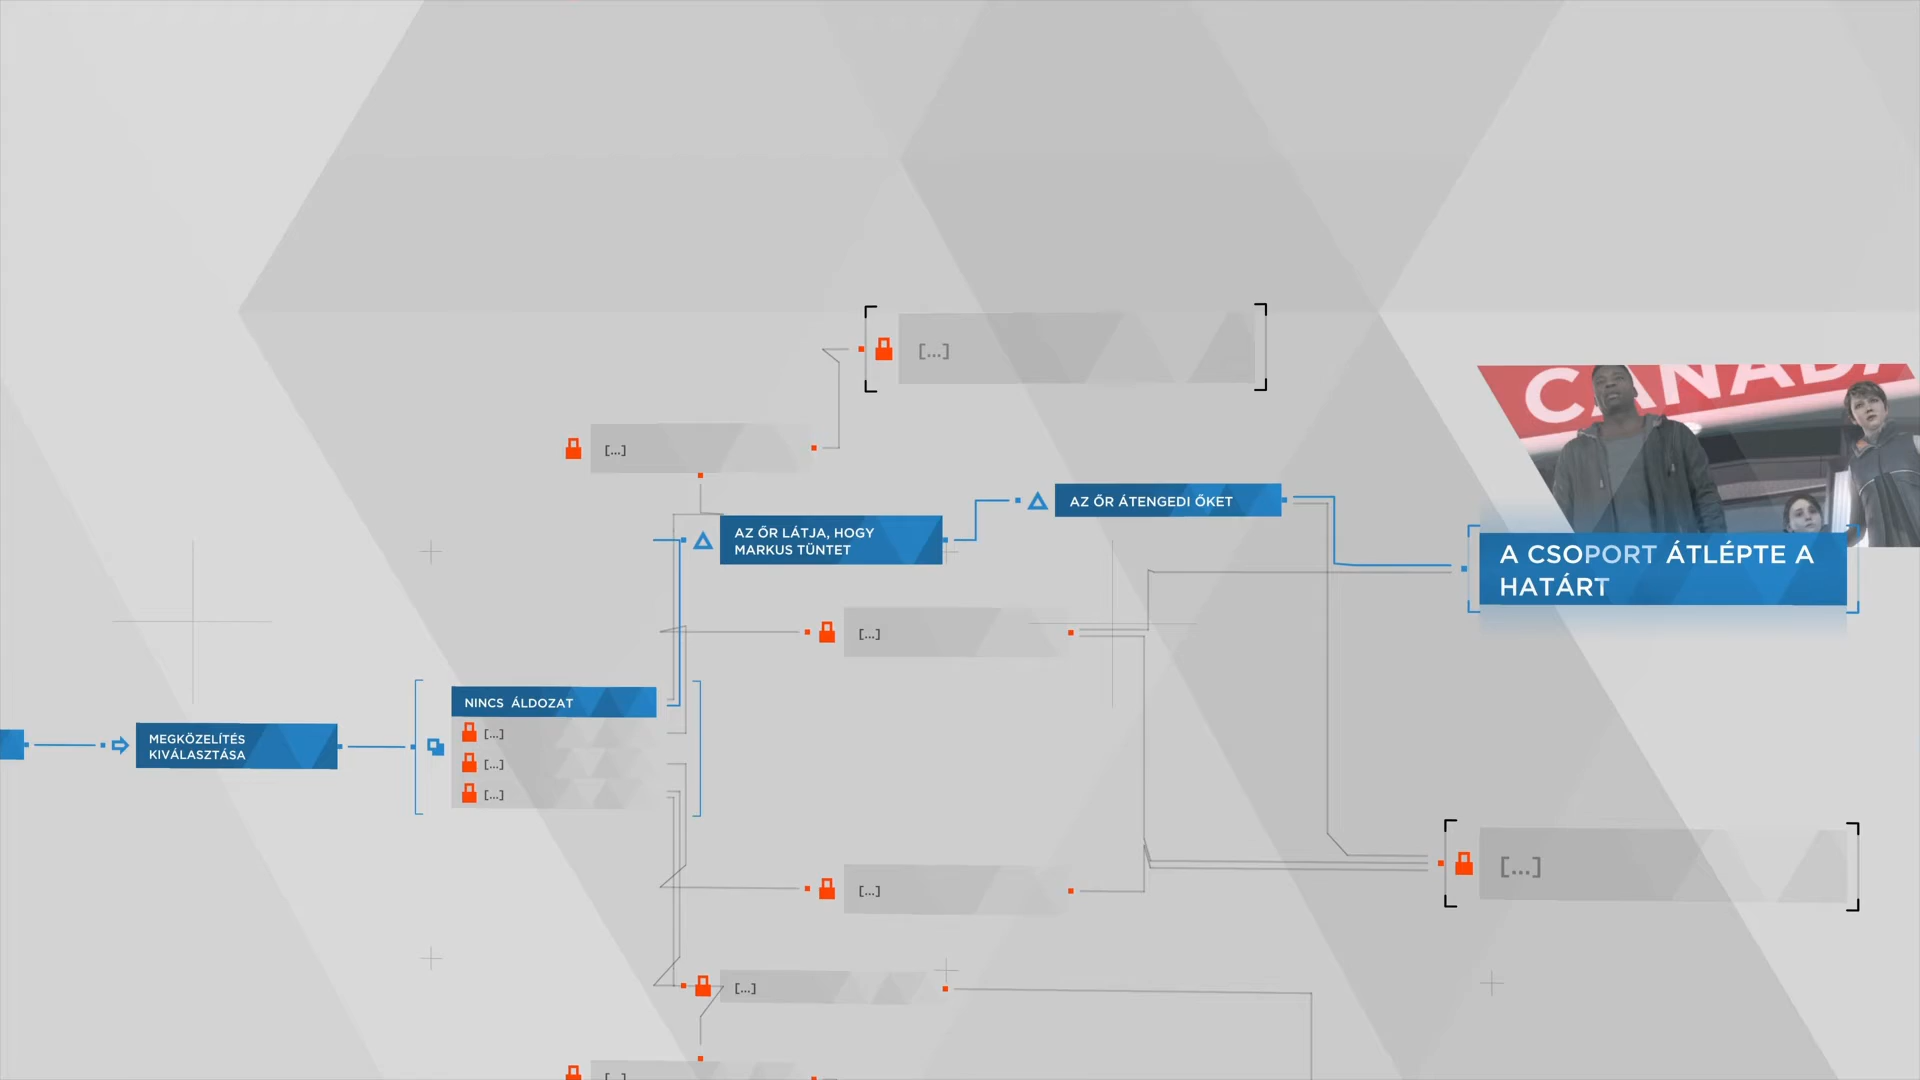 [...]
[...]
CANADA
AZ ŐR ÁTENGEDI ŐKET
AZ ŐR LÁTJA, HOGY
MARKUS TÜNTET
A CSOPORT ÁTLÉPTE A
HATÁRT
[...]
NINCS ÁLDOZAT
[...]
[...]
[...]
MEGKÖZELÍTÉS
KIVÁLASZTÁSA
[...]
[...]
[...]
[...]